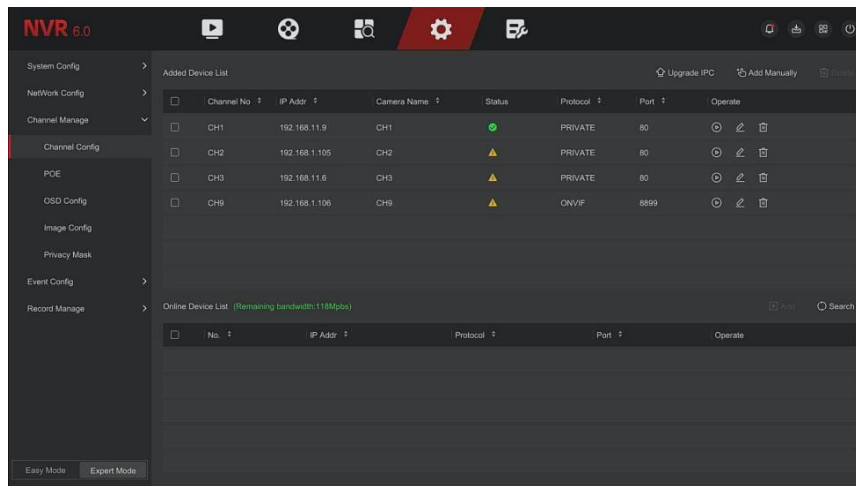 NVR 6.0
System Config
NetWork Config
Channel Manage
Channel Config
POE
OSD Config
Image Config
Privacy Mask
Event Config
Record Manage
Easy Mode Expert Mode
Added Device List Upgrade IPC Add Manually Delete
Channel No IP Addr Camera Name Status Protocol Port Operate
CH1 192.168.11.9 CH1 PRIVATE 80
CH2 192.168.1.105 CH2 PRIVATE 80
CH3 192.168.11.6 CH3 PRIVATE 80
CH9 192.168.1.106 CH9 ONVIF 8899
Online Device List (Remaining bandwidth:118Mpbs) Add Search
No. IP Addr Protocol Port Operate